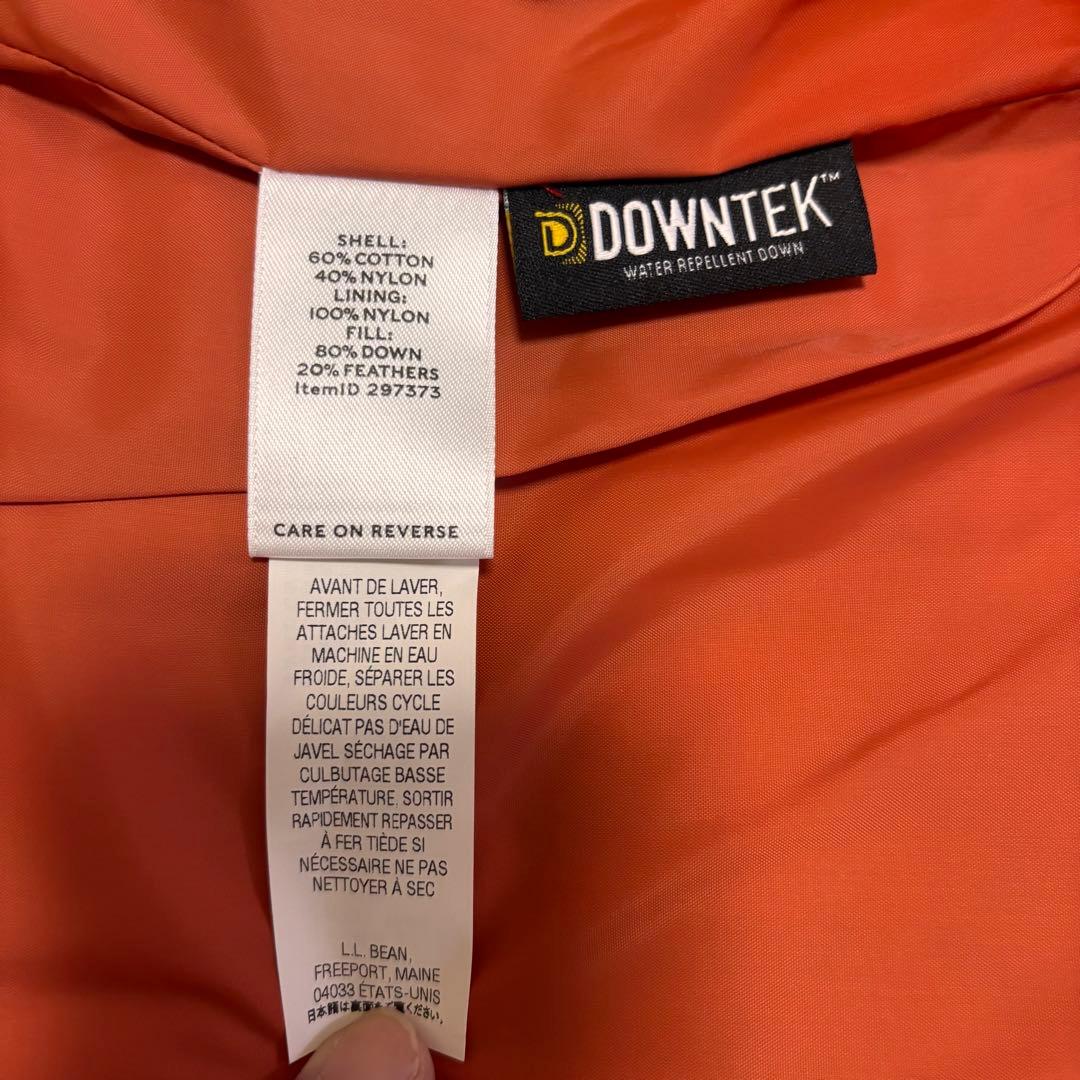 SHELL:
60% COTTON
40% NYLON
LINING:
100% NYLON
FILL:
80% DOWN
20% FEATHERS
ItemID 297373
CARE ON REVERSE
D DOWNTEK™
WATER REPELLENT DOWN
AVANT DE LAVER,
FERMER TOUTES LES
ATTACHES LAVER EN
MACHINE EN EAU
FROIDE, SÉPARER LES
COULEURS CYCLE
DÉLICAT PAS D'EAU DE
JAVEL SÉCHAGE PAR
CULBUTAGE BASSE
TEMPÉRATURE, SORTIR
RAPIDEMENT REPASSER
À FER TIÈDE SI
NÉCESSAIRE NE PAS
NETTOYER À SEC
L.L. BEAN,
FREEPORT, MAINE
04033 ÉTATS-UNIS